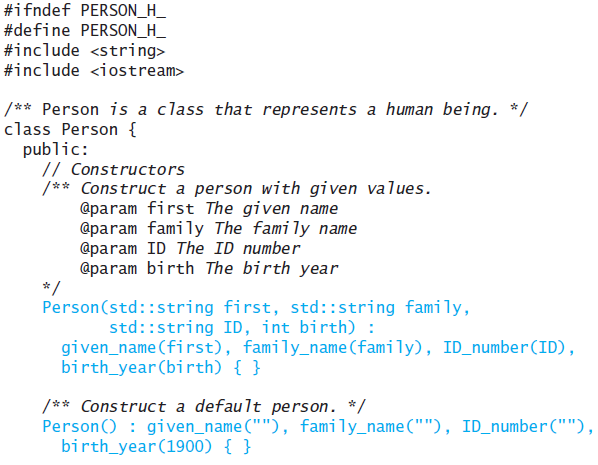 #ifndef PERSON_H_
#define PERSON_H_
#include <string>
#include <iostream>

/** Person is a class that represents a human being. */
class Person {
  public:
    // Constructors
    /** Construct a person with given values.
        @param first The given name
        @param family The family name
        @param ID The ID number
        @param birth The birth year
    */
    Person(std::string first, std::string family,
           std::string ID, int birth) :
      given_name(first), family_name(family), ID_number(ID),
      birth_year(birth) { }

    /** Construct a default person. */
    Person() : given_name(""), family_name(""), ID_number(""),
      birth_year(1900) { }